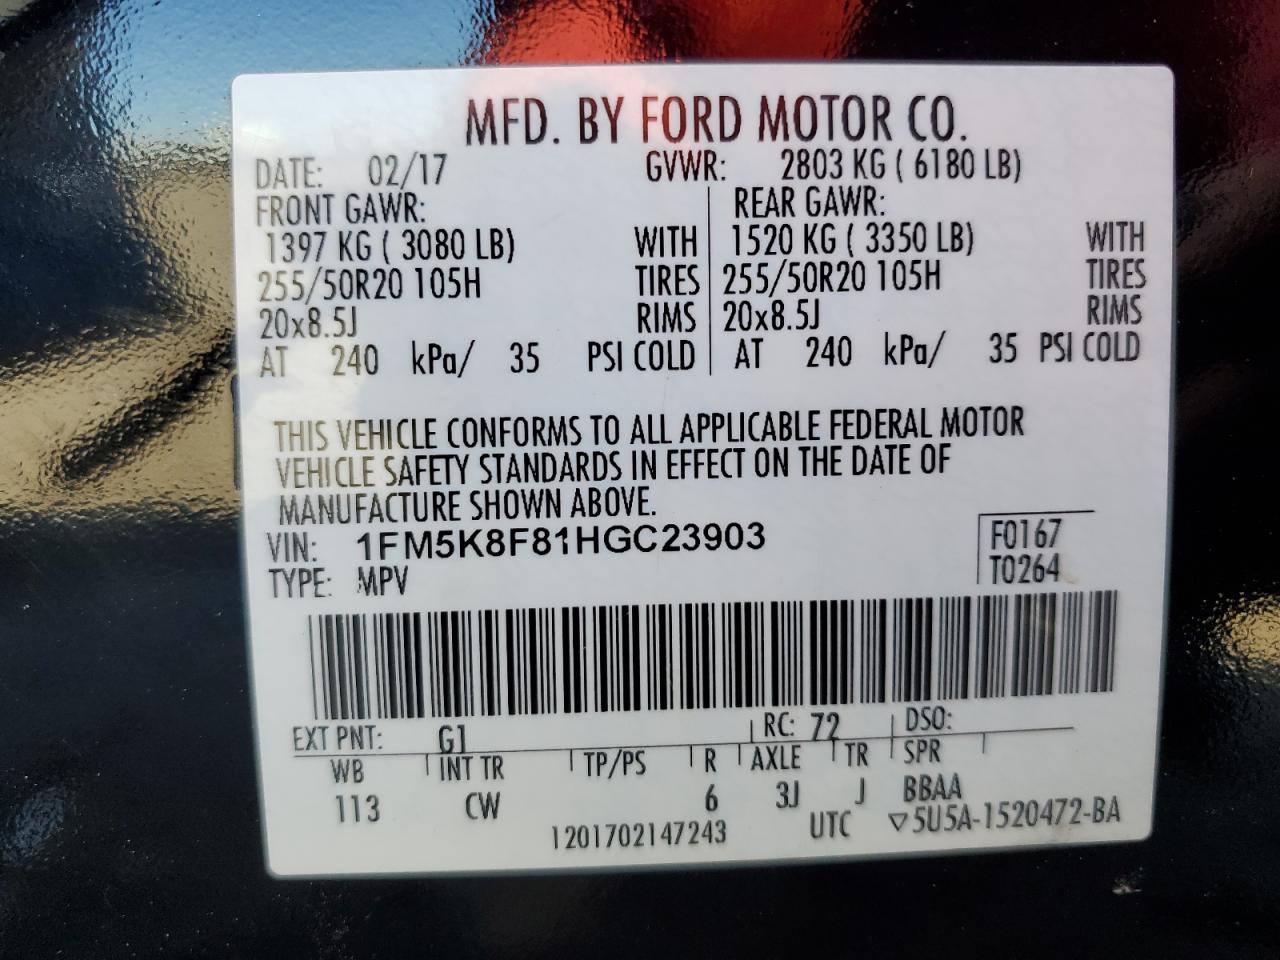 MFD. BY FORD MOTOR CO.
DATE: 02/17 GVWR: 2803 KG ( 6180 LB)
FRONT GAWR: REAR GAWR:
1397 KG ( 3080 LB) WITH 1520 KG ( 3350 LB) WITH
255/50R20 105H TIRES 255/50R20 105H TIRES
20x8.5J RIMS 20x8.5J RIMS
AT 240 kPa/ 35 PSI COLD AT 240 kPa/ 35 PSI COLD
THIS VEHICLE CONFORMS TO ALL APPLICABLE FEDERAL MOTOR
VEHICLE SAFETY STANDARDS IN EFFECT ON THE DATE OF
MANUFACTURE SHOWN ABOVE.
VIN: 1FM5K8F81HGC23903 F0167
TYPE: MPV T0264
EXT PNT: G1 RC: 72 DSO:
WB INT TR TP/PS R AXLE TR SPR
113 CW 6 3J J BBAA
1201702147243 UTC ▽5U5A-1520472-BA